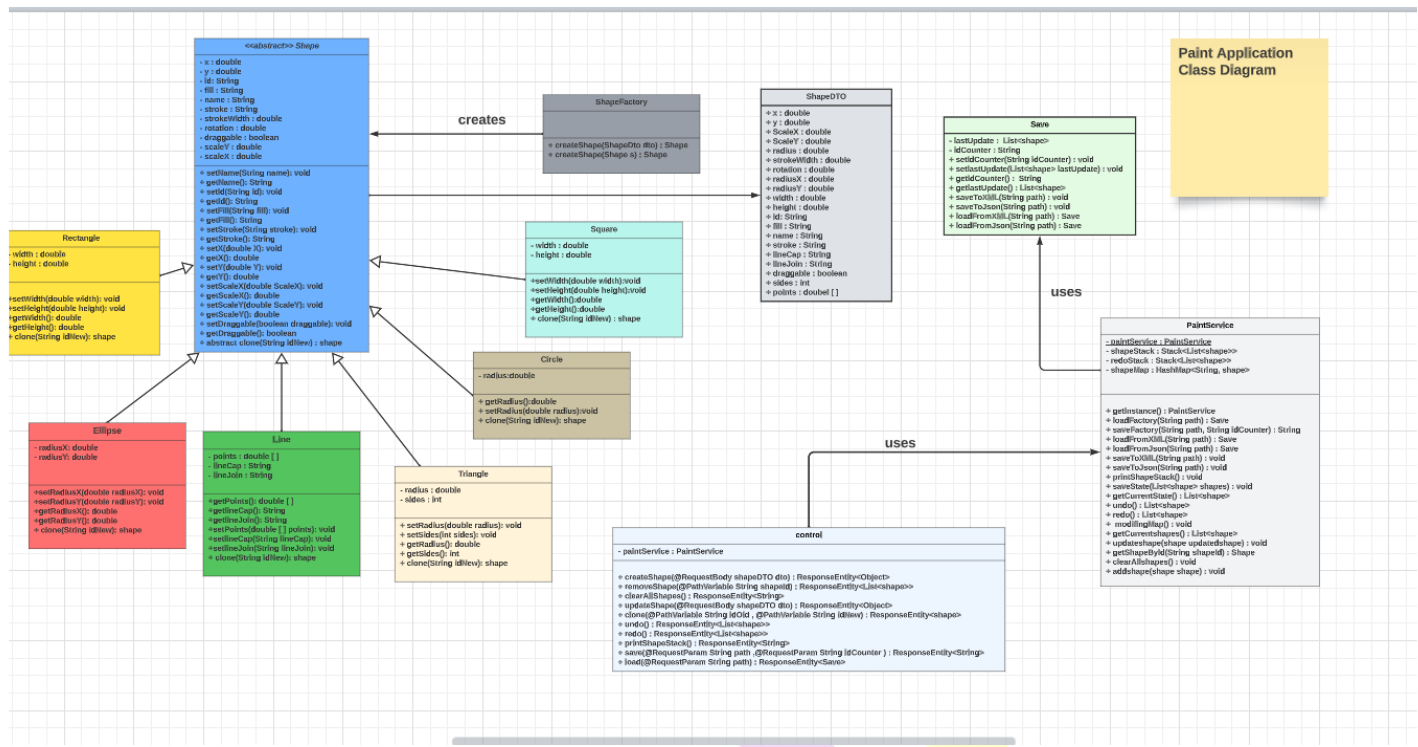 <<abstract>> Shape
- x : double
- y : double
- id: String
- fill : String
- name : String
- stroke : String
- strokeWidth : double
- rotation : double
- draggable : boolean
- scaleY : double
- scaleX : double
+ setName(String name): void
+ getName(): String
+ setId(String id): void
+ getId(): String
+ setFill(String fill): void
+ getFill(): String
+ setStroke(String stroke): void
+ getStroke(): String
+ setX(double X): void
+ getX(): double
+ setY(double Y): void
+ getY(): double
+ setScaleX(double ScaleX): void
+ getScaleX(): double
+ setScaleY(double ScaleY): void
+ getScaleY(): double
+ setDraggable(boolean draggable): void
+ getDraggable(): boolean
+ abstract clone(String idNew) : shape
creates
ShapeFactory
+ createShape(ShapeDto dto) : Shape
+ createShape(Shape s) : Shape
ShapeDTO
+ x : double
+ y : double
+ ScaleX : double
+ ScaleY : double
+ radius : double
+ strokeWidth : double
+ rotation : double
+ radiusX : double
+ radiusY : double
+ width : double
+ height : double
+ id: String
+ fill : String
+ name : String
+ stroke : String
+ lineCap : String
+ lineJoin : String
+ draggable : boolean
+ sides : int
+ points : doubel [ ]
Save
- lastUpdate : List<shape>
- idCounter : String
+ setIdCounter(String idCounter) : void
+ setlastUpdate(List<shape> lastUpdate) : void
+ getIdCounter() : String
+ getlastUpdate() : List<shape>
+ saveToXML(String path) : void
+ saveToJson(String path) : void
+ loadFromXML(String path) : Save
+ loadFromJson(String path) : Save
Paint Application
Class Diagram
Rectangle
- width : double
- height : double
+setWidth(double width): void
+setHeight(double height): void
+getWidth(): double
+getHeight(): double
+ clone(String idNew): shape
Square
- width : double
- height : double
+setWidth(double width):void
+setHeight(double height):void
+getWidth():double
+getHeight():double
+ clone(String idNew) : shape
Circle
- radius:double
+ getRadius():double
+ setRadius(double radius):void
+ clone(String idNew) : shape
Ellipse
- radiusX: double
- radiusY: double
+setRadiusX(double radiusX): void
+setRadiusY(double radiusY): void
+getRadiusX(): double
+getRadiusY(): double
+ clone(String idNew) : shape
Line
- points : double [ ]
- lineCap : String
- lineJoin : String
+getPoints(): double [ ]
+getlineCap(): String
+getlineJoin(): String
+setPoints(double [ ] points): void
+setlineCap(String lineCap): void
+setlineJoin(String lineJoin): void
+ clone(String idNew): shape
Triangle
- radius : double
- sides : int
+ setRadius(double radius): void
+ setSides(int sides): void
+ getRadius(): double
+ getSides(): int
+ clone(String idNew): shape
uses
PaintService
- paintService : PaintService
- shapeStack : Stack<List<shape>>
- redoStack : Stack<List<shape>>
- shapeMap : HashMap<String, shape>
+ getInstance() : PaintService
+ loadFactory(String path) : Save
+ saveFactory(String path, String idCounter) : String
+ loadFromXML(String path) : Save
+ loadFromJson(String path) : Save
+ saveToXML(String path) : void
+ saveToJson(String path) : void
+ printShapeStack() : void
+ saveState(List<shape> shapes) : void
+ getCurrentState() : List<shape>
+ undo() : List<shape>
+ redo() : List<shape>
+ modifingMap() : void
+ getCurrentshapes() : List<shape>
+ updateshape(shape updatedshape) : void
+ getShapeById(String shapeId) : Shape
+ clearAllshapes() : void
+ addshape(shape shape) : void
uses
control
- paintService : PaintService
+ createShape(@RequestBody shapeDTO dto) : ResponseEntity<Object>
+ removeShape(@PathVariable String shapeId) : ResponseEntity<List<shape>>
+ clearAllShapes() : ResponseEntity<String>
+ updateShape(@RequestBody shapeDTO dto) : ResponseEntity<Object>
+ clone(@PathVariable String idOld , @PathVariable String idNew) : ResponseEntity<shape>
+ undo() : ResponseEntity<List<shape>>
+ redo() : ResponseEntity<List<shape>>
+ printShapeStack() : ResponseEntity<String>
+ save(@RequestParam String path ,@RequestParam String idCounter ) : ResponseEntity<String>
+ load(@RequestParam String path) : ResponseEntity<Save>